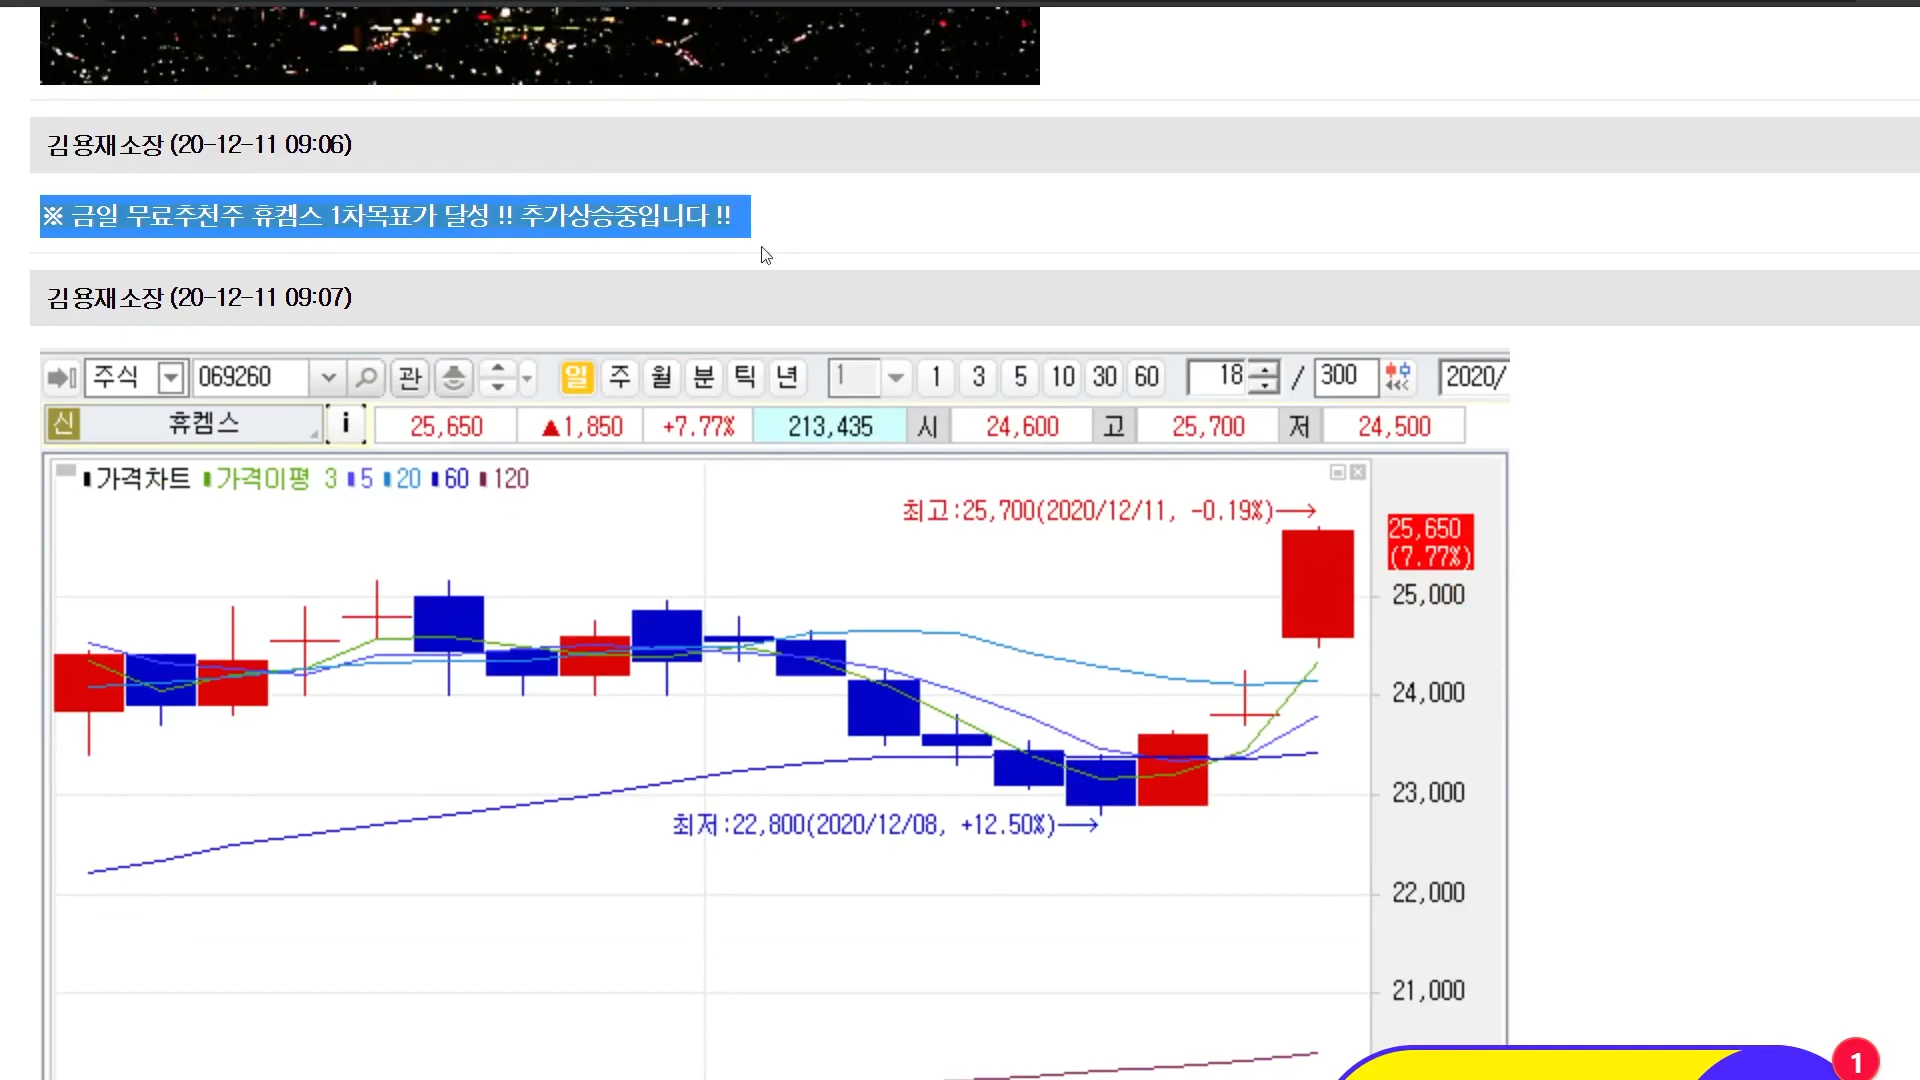 김용재소장 (20-12-11 09:06)
※ 금일 무료추천주 휴켐스 1차목표가 달성 !! 추가상승중입니다 !!
김용재소장 (20-12-11 09:07)
주식 069260 관 일 주 월 분 틱 년 1 1 3 5 10 30 60 18 / 300 2020/
신 휴켐스 i 25,650 ▲1,850 +7.77% 213,435 시 24,600 고 25,700 저 24,500
가격차트 가격이평 3 5 20 60 120
최고:25,700(2020/12/11, -0.19%)→
25,650
(7.77%)
25,000
24,000
23,000
최저:22,800(2020/12/08, +12.50%)→
22,000
21,000
1